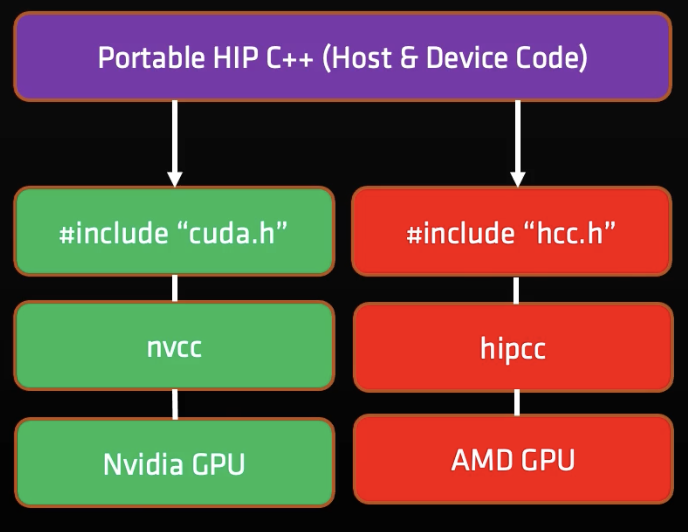 Portable HIP C++ (Host & Device Code)
#include “cuda.h”
#include “hcc.h”
nvcc
hipcc
Nvidia GPU
AMD GPU